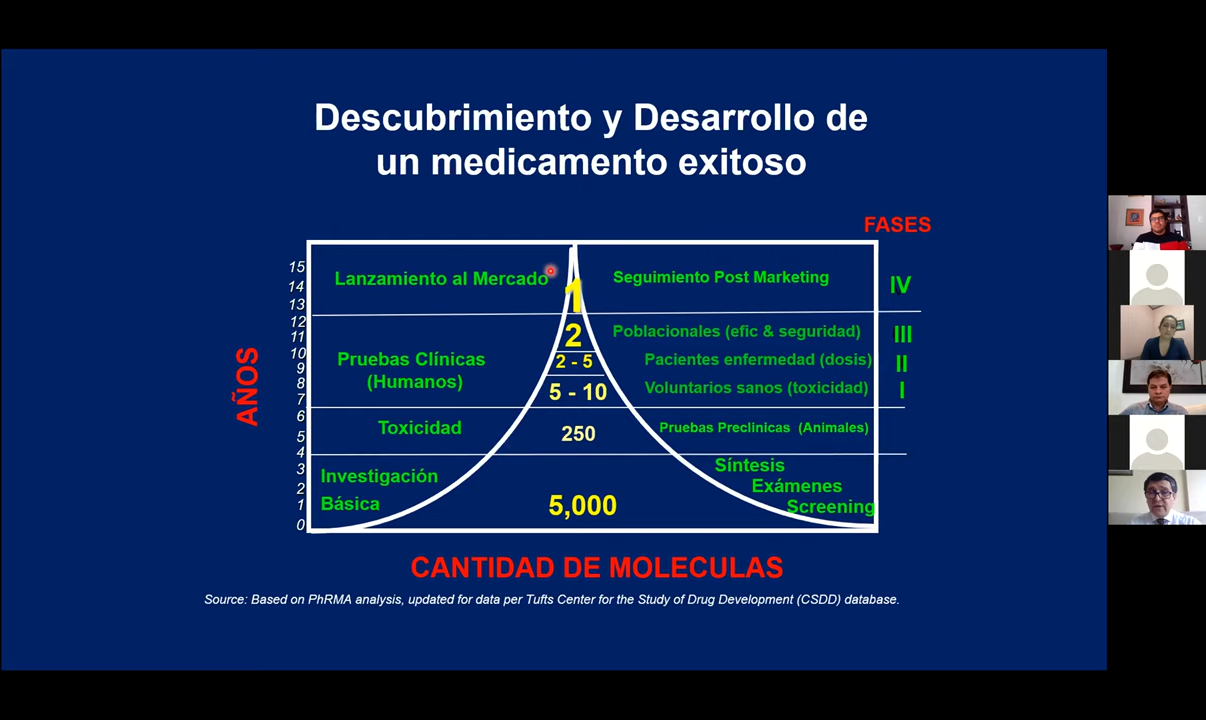 Descubrimiento y Desarrollo de
un medicamento exitoso
FASES
15
14
13
12
11
10
9
8
7
6
5
4
3
2
1
0
AÑOS
Lanzamiento al Mercado
1
Seguimiento Post Marketing
IV
2
Poblacionales (efic & seguridad)
III
Pruebas Clínicas
(Humanos)
2 - 5
Pacientes enfermedad (dosis)
II
5 - 10
Voluntarios sanos (toxicidad)
I
Toxicidad
250
Pruebas Preclinicas (Animales)
Investigación
Básica
5,000
Síntesis
Exámenes
Screening
CANTIDAD DE MOLECULAS
Source: Based on PhRMA analysis, updated for data per Tufts Center for the Study of Drug Development (CSDD) database.